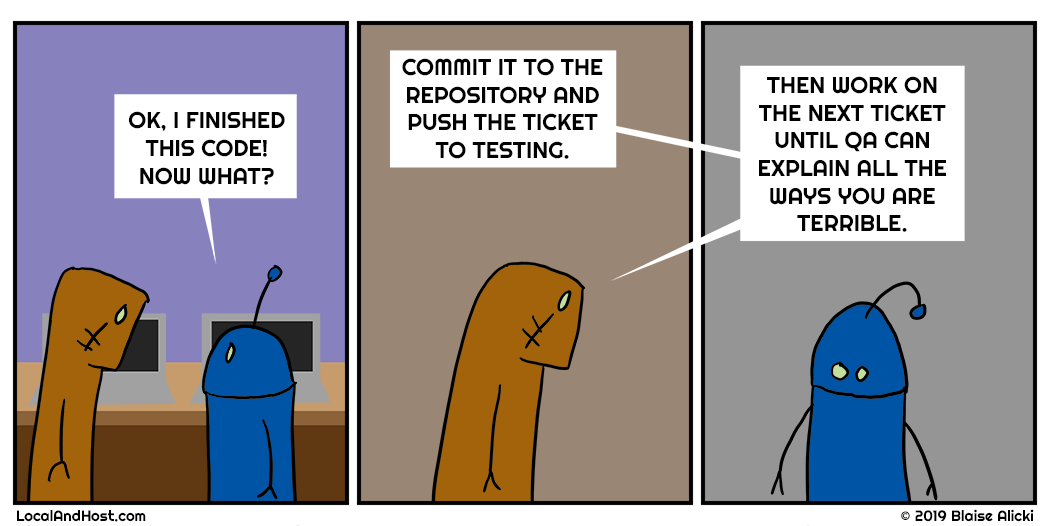 OK, I FINISHED
THIS CODE!
NOW WHAT?
COMMIT IT TO THE
REPOSITORY AND
PUSH THE TICKET
TO TESTING.
THEN WORK ON
THE NEXT TICKET
UNTIL QA CAN
EXPLAIN ALL THE
WAYS YOU ARE
TERRIBLE.
LocalAndHost.com
© 2019 Blaise Alicki